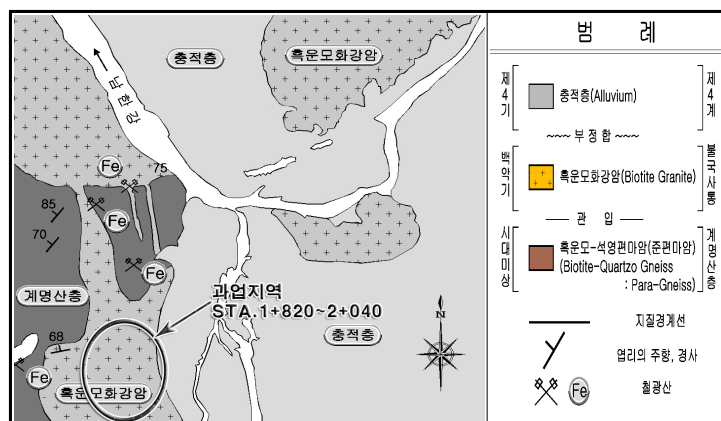 충적층
흑운모화강암
남한강
Fe
75
85
Fe
70
Fe
계명산층
과업지역
STA.1+820~2+040
충적층
N
68
Fe
흑운모화강암
범 례
제4기
충적층(Alluvium)
제4계
~~~ 부 정 합 ~~~
백악기
흑운모화강암(Biotite Granite)
불국사통
관 입
시대미상
흑운모-석영편마암(준편마암)
(Biotite-Quartzo Gneiss
: Para-Gneiss)
계명산층
지질경계선
엽리의 주향, 경사
Fe
철광산